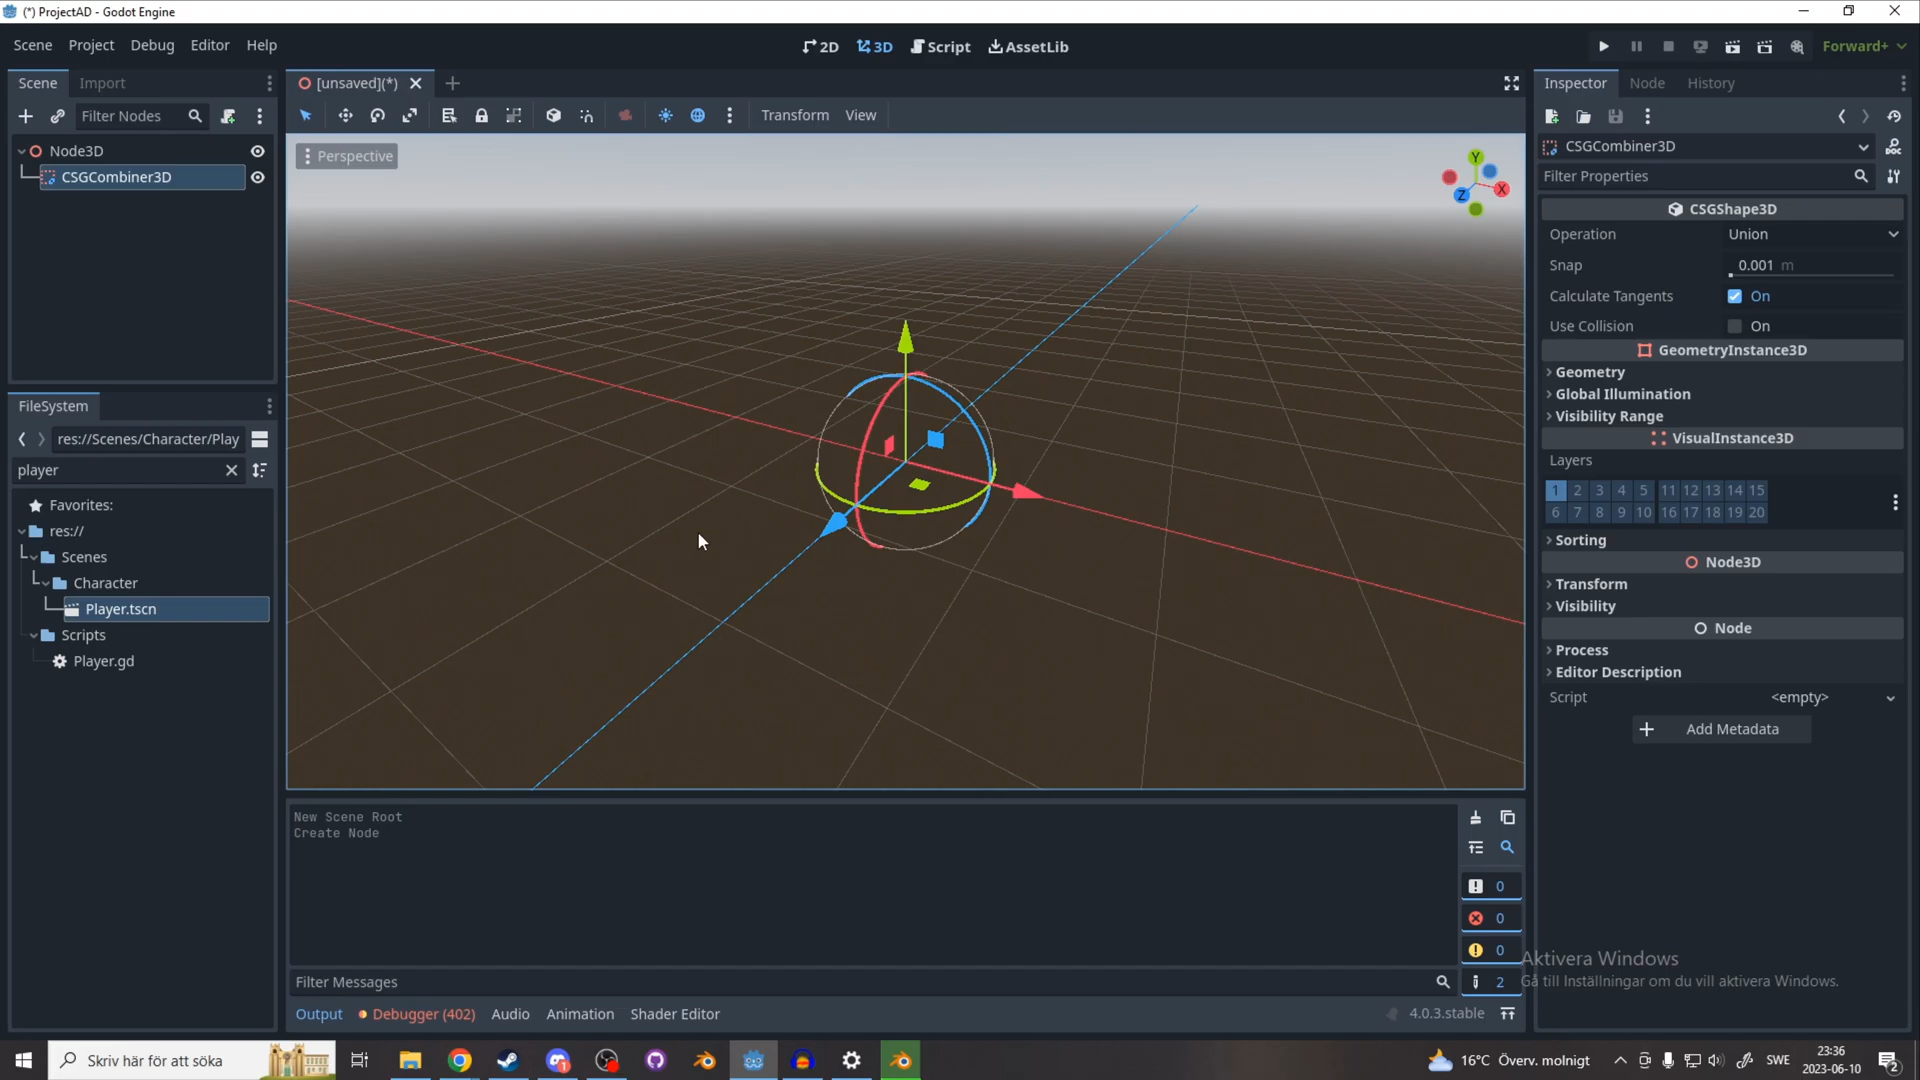 (*) ProjectAD - Godot Engine
Scene Project Debug Editor Help
2D 3D Script AssetLib
Forward+
Scene Import
[unsaved](*)
Inspector Node History
Filter Nodes
Transform View
Node3D
CSGCombiner3D
Perspective
Y
X
Z
CSGCombiner3D
Filter Properties
CSGShape3D
Operation Union
Snap 0.001 m
Calculate Tangents On
Use Collision On
GeometryInstance3D
Geometry
Global Illumination
Visibility Range
VisualInstance3D
Layers
1 2 3 4 5 11 12 13 14 15
6 7 8 9 10 16 17 18 19 20
Sorting
Node3D
Transform
Visibility
Node
Process
Editor Description
Script <empty>
Add Metadata
FileSystem
res://Scenes/Character/Play
player
Favorites:
res://
Scenes
Character
Player.tscn
Scripts
Player.gd
New Scene Root
Create Node
0
0
0
2
Filter Messages
Output Debugger (402) Audio Animation Shader Editor
4.0.3.stable
Aktivera Windows
Gå till Inställningar om du vill aktivera Windows.
Skriv här för att söka
16°C Överv. molnigt
SWE
23:36
2023-06-10
2